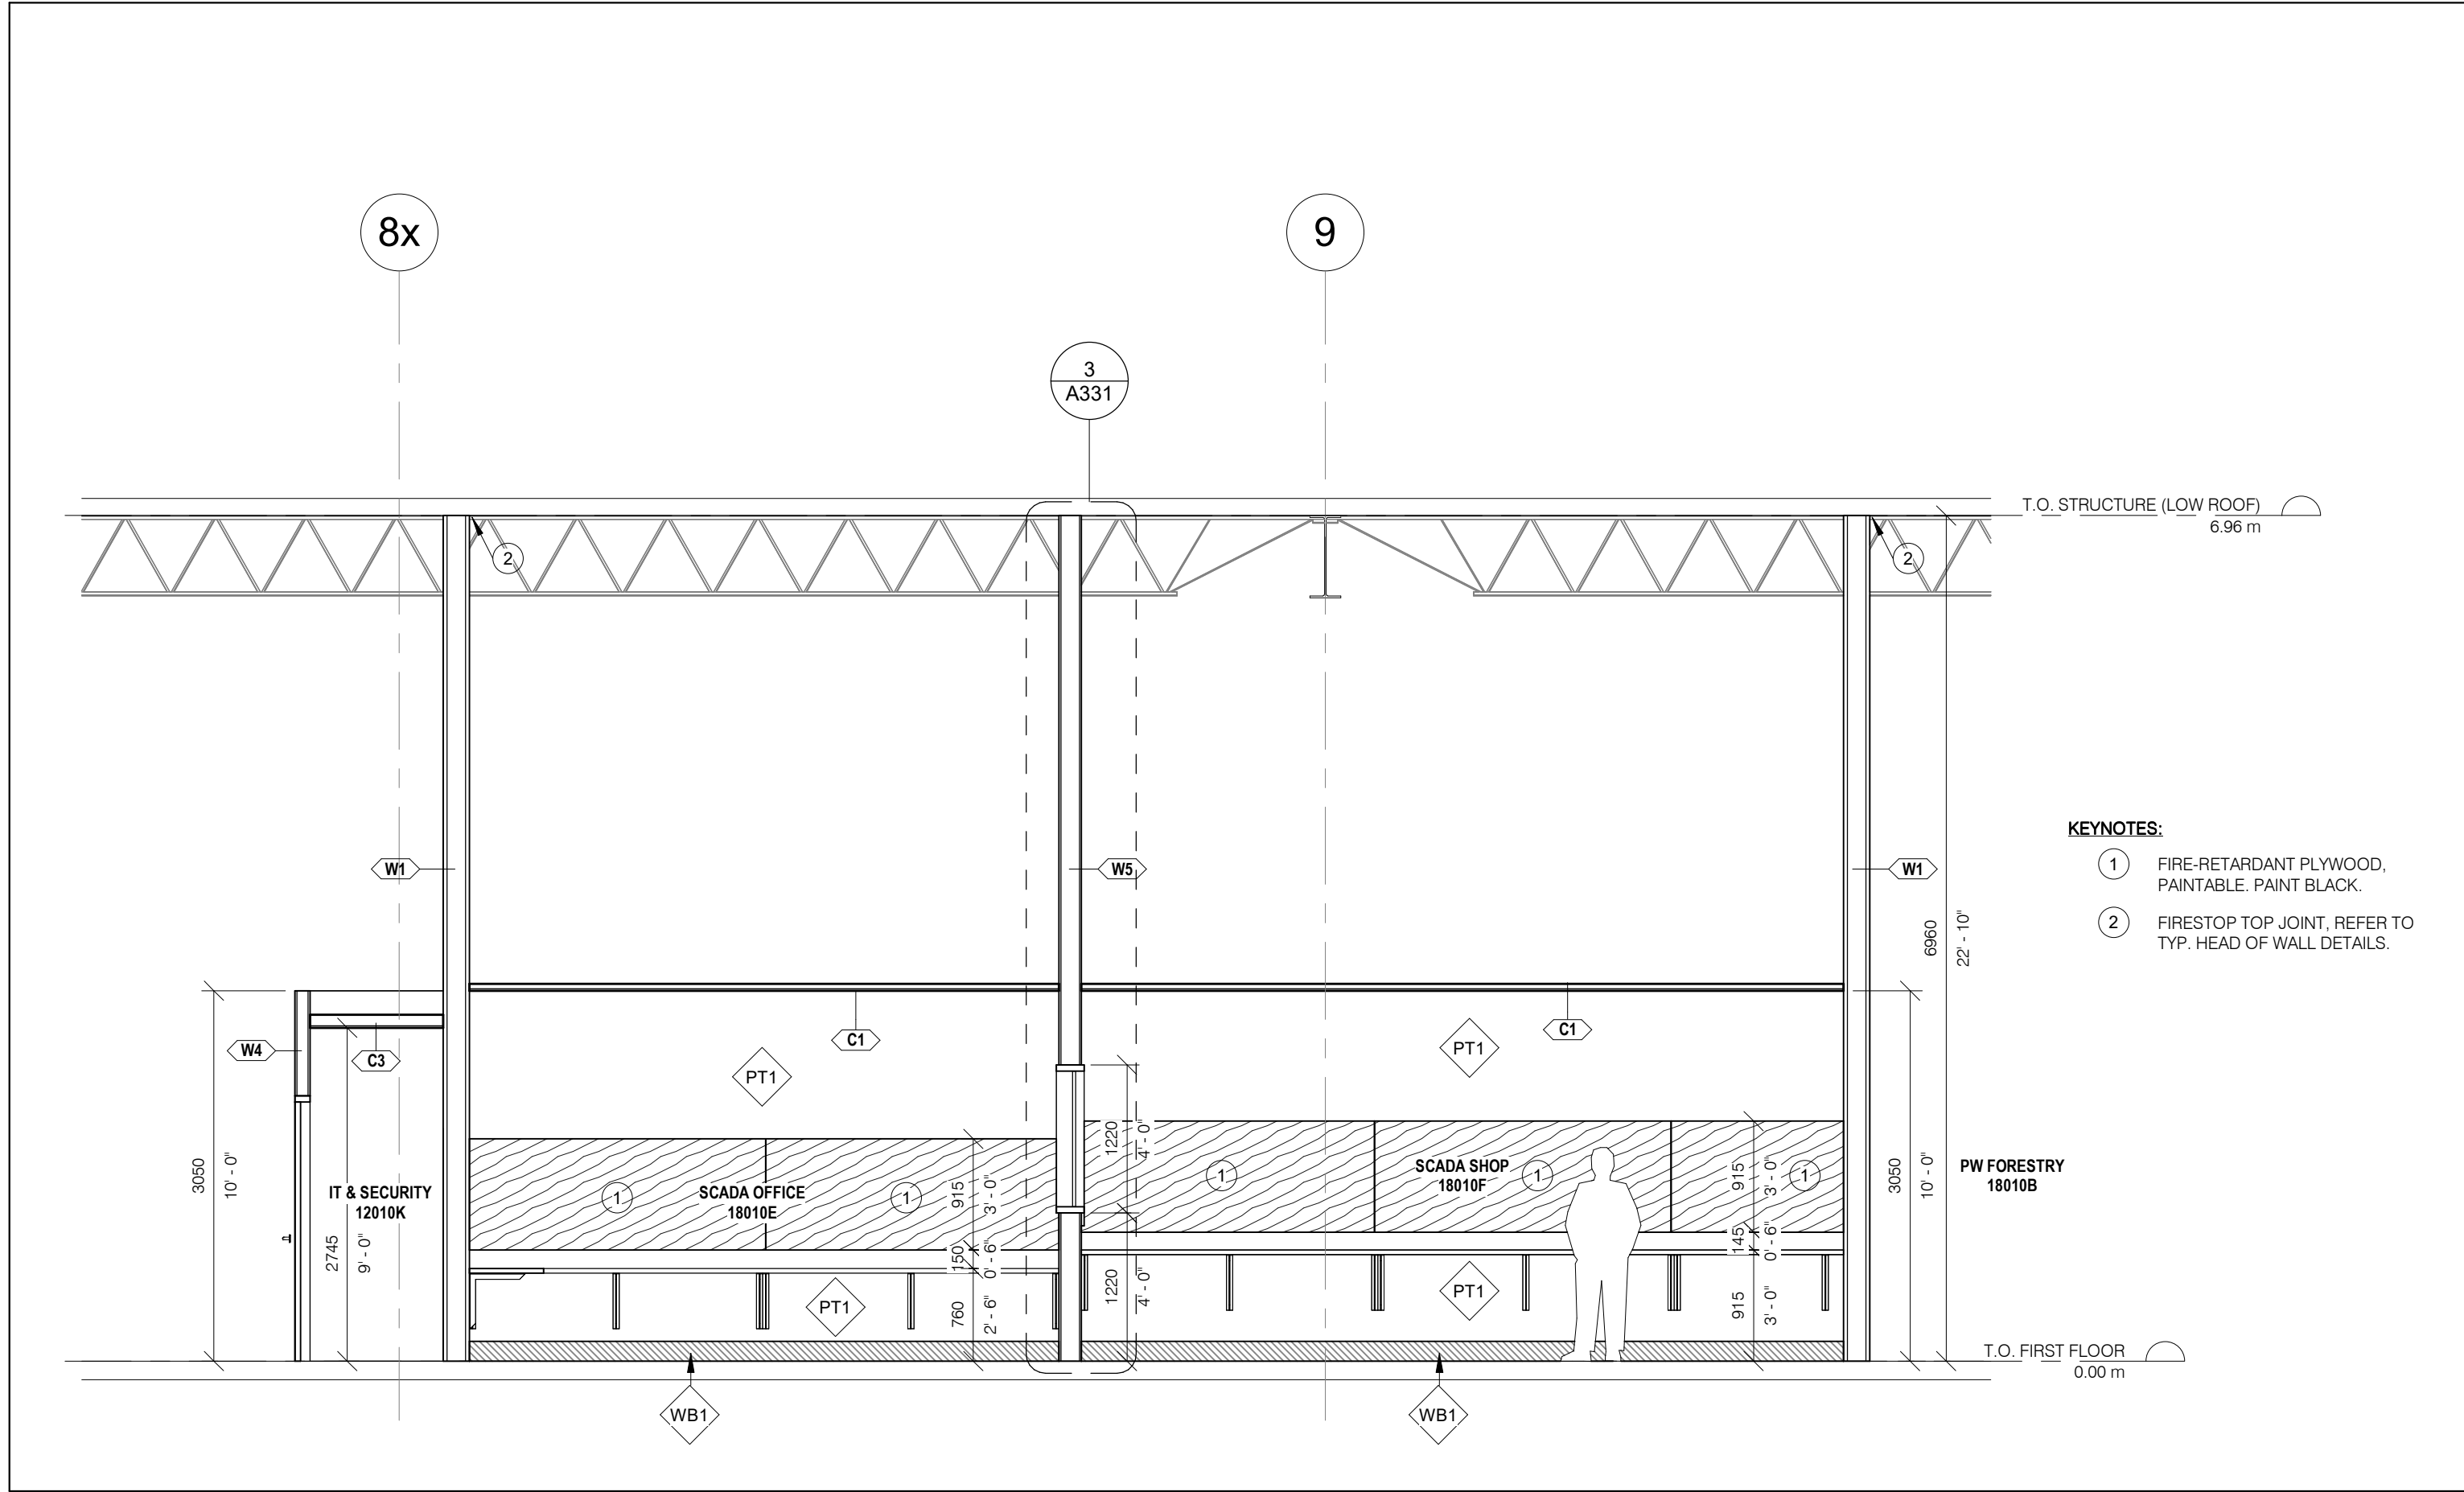 8x
9
3
A331
T.O. STRUCTURE (LOW ROOF)
6.96 m
2
2
KEYNOTES:
1 FIRE-RETARDANT PLYWOOD,
PAINTABLE. PAINT BLACK.
2 FIRESTOP TOP JOINT, REFER TO
TYP. HEAD OF WALL DETAILS.
W1
W5
W1
6960
22' - 10"
W4
C3
C1
C1
PT1
PT1
3050
10' - 0"
2745
9' - 0"
IT & SECURITY
12010K
1
SCADA OFFICE
18010E
1
915
3' - 0"
150
0' - 6"
760
2' - 6"
1220
4' - 0"
1220
4' - 0"
1
SCADA SHOP
18010F
1
1
915
3' - 0"
145
0' - 6"
915
3' - 0"
3050
10' - 0"
PW FORESTRY
18010B
PT1
PT1
T.O. FIRST FLOOR
0.00 m
WB1
WB1